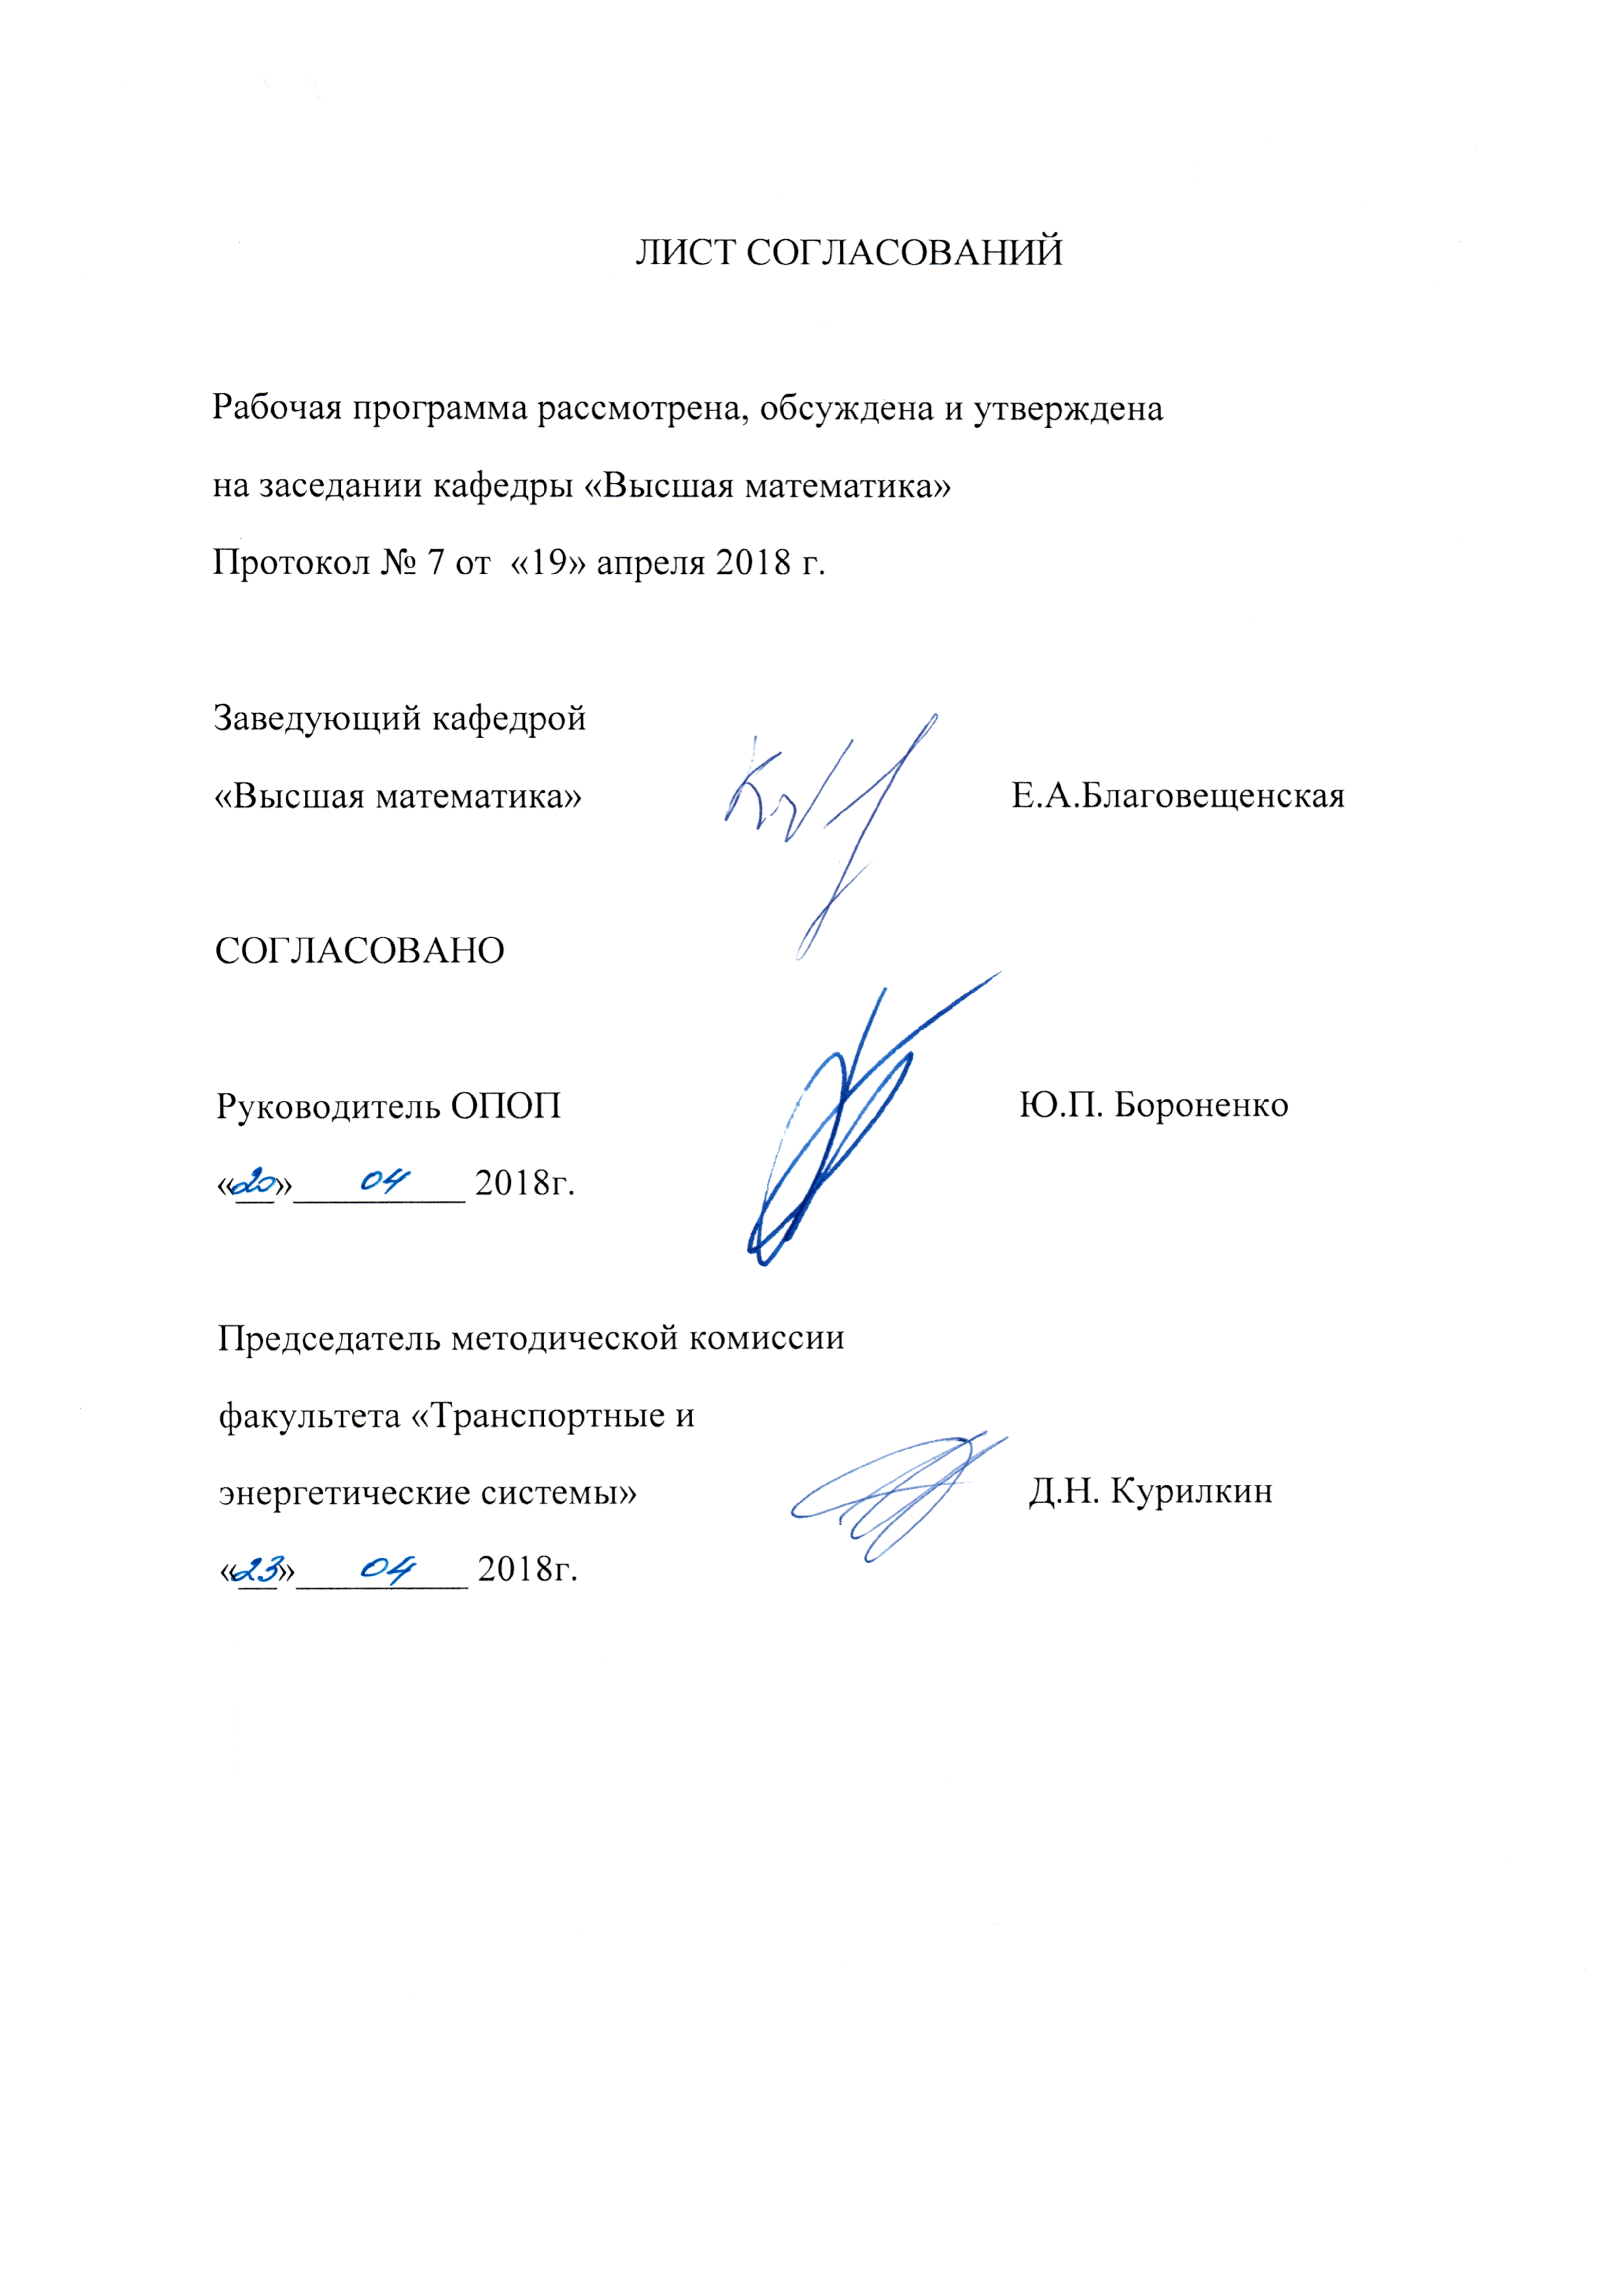 ЛИСТ СОГЛАСОВАНИЙ
Рабочая программа рассмотрена, обсуждена и утверждена
на заседании кафедры «Высшая математика»
Протокол № 7 от «19» апреля 2018 г.
Заведующий кафедрой
«Высшая математика» Е.А.Благовещенская
СОГЛАСОВАНО
Руководитель ОПОП Ю.П. Бороненко
«20» 04 2018г.
Председатель методической комиссии
факультета «Транспортные и
энергетические системы» Д.Н. Курилкин
«23» 04 2018г.